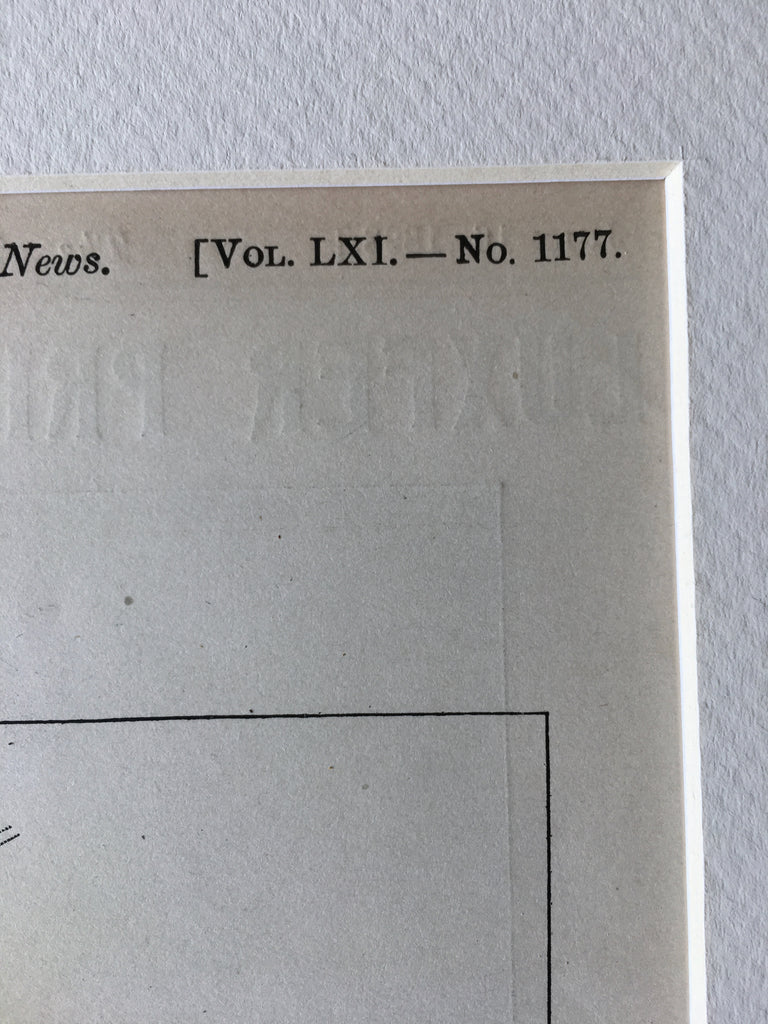 News. [VOL. LXI.—No. 1177.